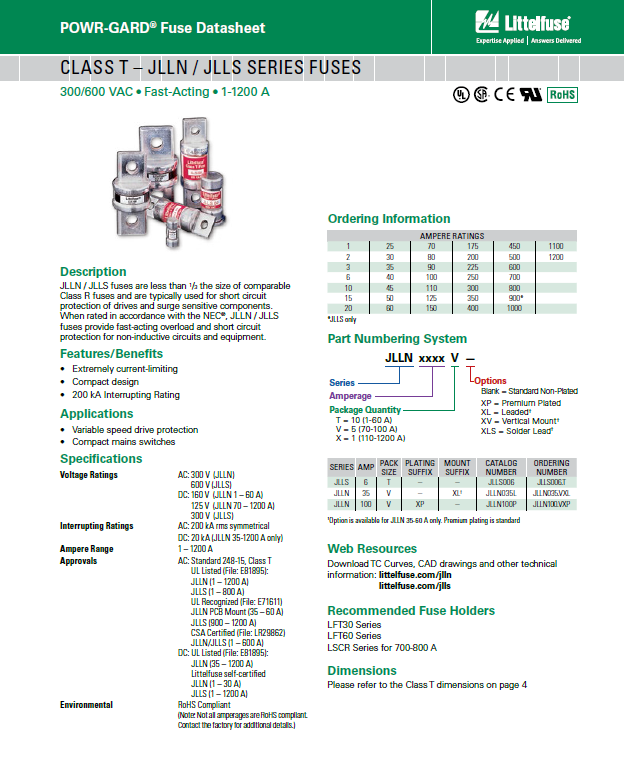 POWR-GARD® Fuse Datasheet
Littelfuse®
Expertise Applied | Answers Delivered
CLASS T – JLLN / JLLS SERIES FUSES
300/600 VAC • Fast-Acting • 1-1200 A
RoHS
Description
JLLN / JLLS fuses are less than 1/3 the size of comparable
Class R fuses and are typically used for short circuit
protection of drives and surge sensitive components.
When rated in accordance with the NEC®, JLLN / JLLS
fuses provide fast-acting overload and short circuit
protection for non-inductive circuits and equipment.
Features/Benefits
• Extremely current-limiting
• Compact design
• 200 kA Interrupting Rating
Applications
• Variable speed drive protection
• Compact mains switches
Specifications
Voltage Ratings AC: 300 V (JLLN)
600 V (JLLS)
DC: 160 V (JLLN 1 – 60 A)
125 V (JLLN 70 – 1200 A)
300 V (JLLS)
Interrupting Ratings AC: 200 kA rms symmetrical
DC: 20 kA (JLLN 35-1200 A only)
Ampere Range 1 – 1200 A
Approvals AC: Standard 248-15, Class T
UL Listed (File: E81895):
JLLN (1 – 1200 A)
JLLS (1 – 800 A)
UL Recognized (File: E71611)
JLLN PCB Mount (35 – 60 A)
JLLS (900 – 1200 A)
CSA Certified (File: LR29862)
JLLN/JLLS (1 – 600 A)
DC: UL Listed (File: E81895):
JLLN (35 – 1200 A)
Littelfuse self-certified
JLLN (1 – 30 A)
JLLS (1 – 1200 A)
Environmental RoHS Compliant
(Note: Not all amperages are RoHS compliant.
Contact the factory for additional details.)
Ordering Information
AMPERE RATINGS
1 25 70 175 450 1100
2 30 80 200 500 1200
3 35 90 225 600
6 40 100 250 700
10 45 110 300 800
15 50 125 350 900*
20 60 150 400 1000
*JLLS only
Part Numbering System
JLLN xxxx V –
Series
Amperage
Package Quantity
T = 10 (1-60 A)
V = 5 (70-100 A)
X = 1 (110-1200 A)
Options
Blank = Standard Non-Plated
XP = Premium Plated
XL = Leaded†
XV = Vertical Mount†
XLS = Solder Lead†
SERIES AMP PACK SIZE PLATING SUFFIX MOUNT SUFFIX CATALOG NUMBER ORDERING NUMBER
JLLS 6 T – – JLLS006 JLLS006.T
JLLN 35 V – XL† JLLN035L JLLN035.VXL
JLLN 100 V XP – JLLN100P JLLN100.VXP
†Option is available for JLLN 35-60 A only. Premium plating is standard
Web Resources
Download TC Curves, CAD drawings and other technical
information: littelfuse.com/jlln
littelfuse.com/jlls
Recommended Fuse Holders
LFT30 Series
LFT60 Series
LSCR Series for 700-800 A
Dimensions
Please refer to the Class T dimensions on page 4